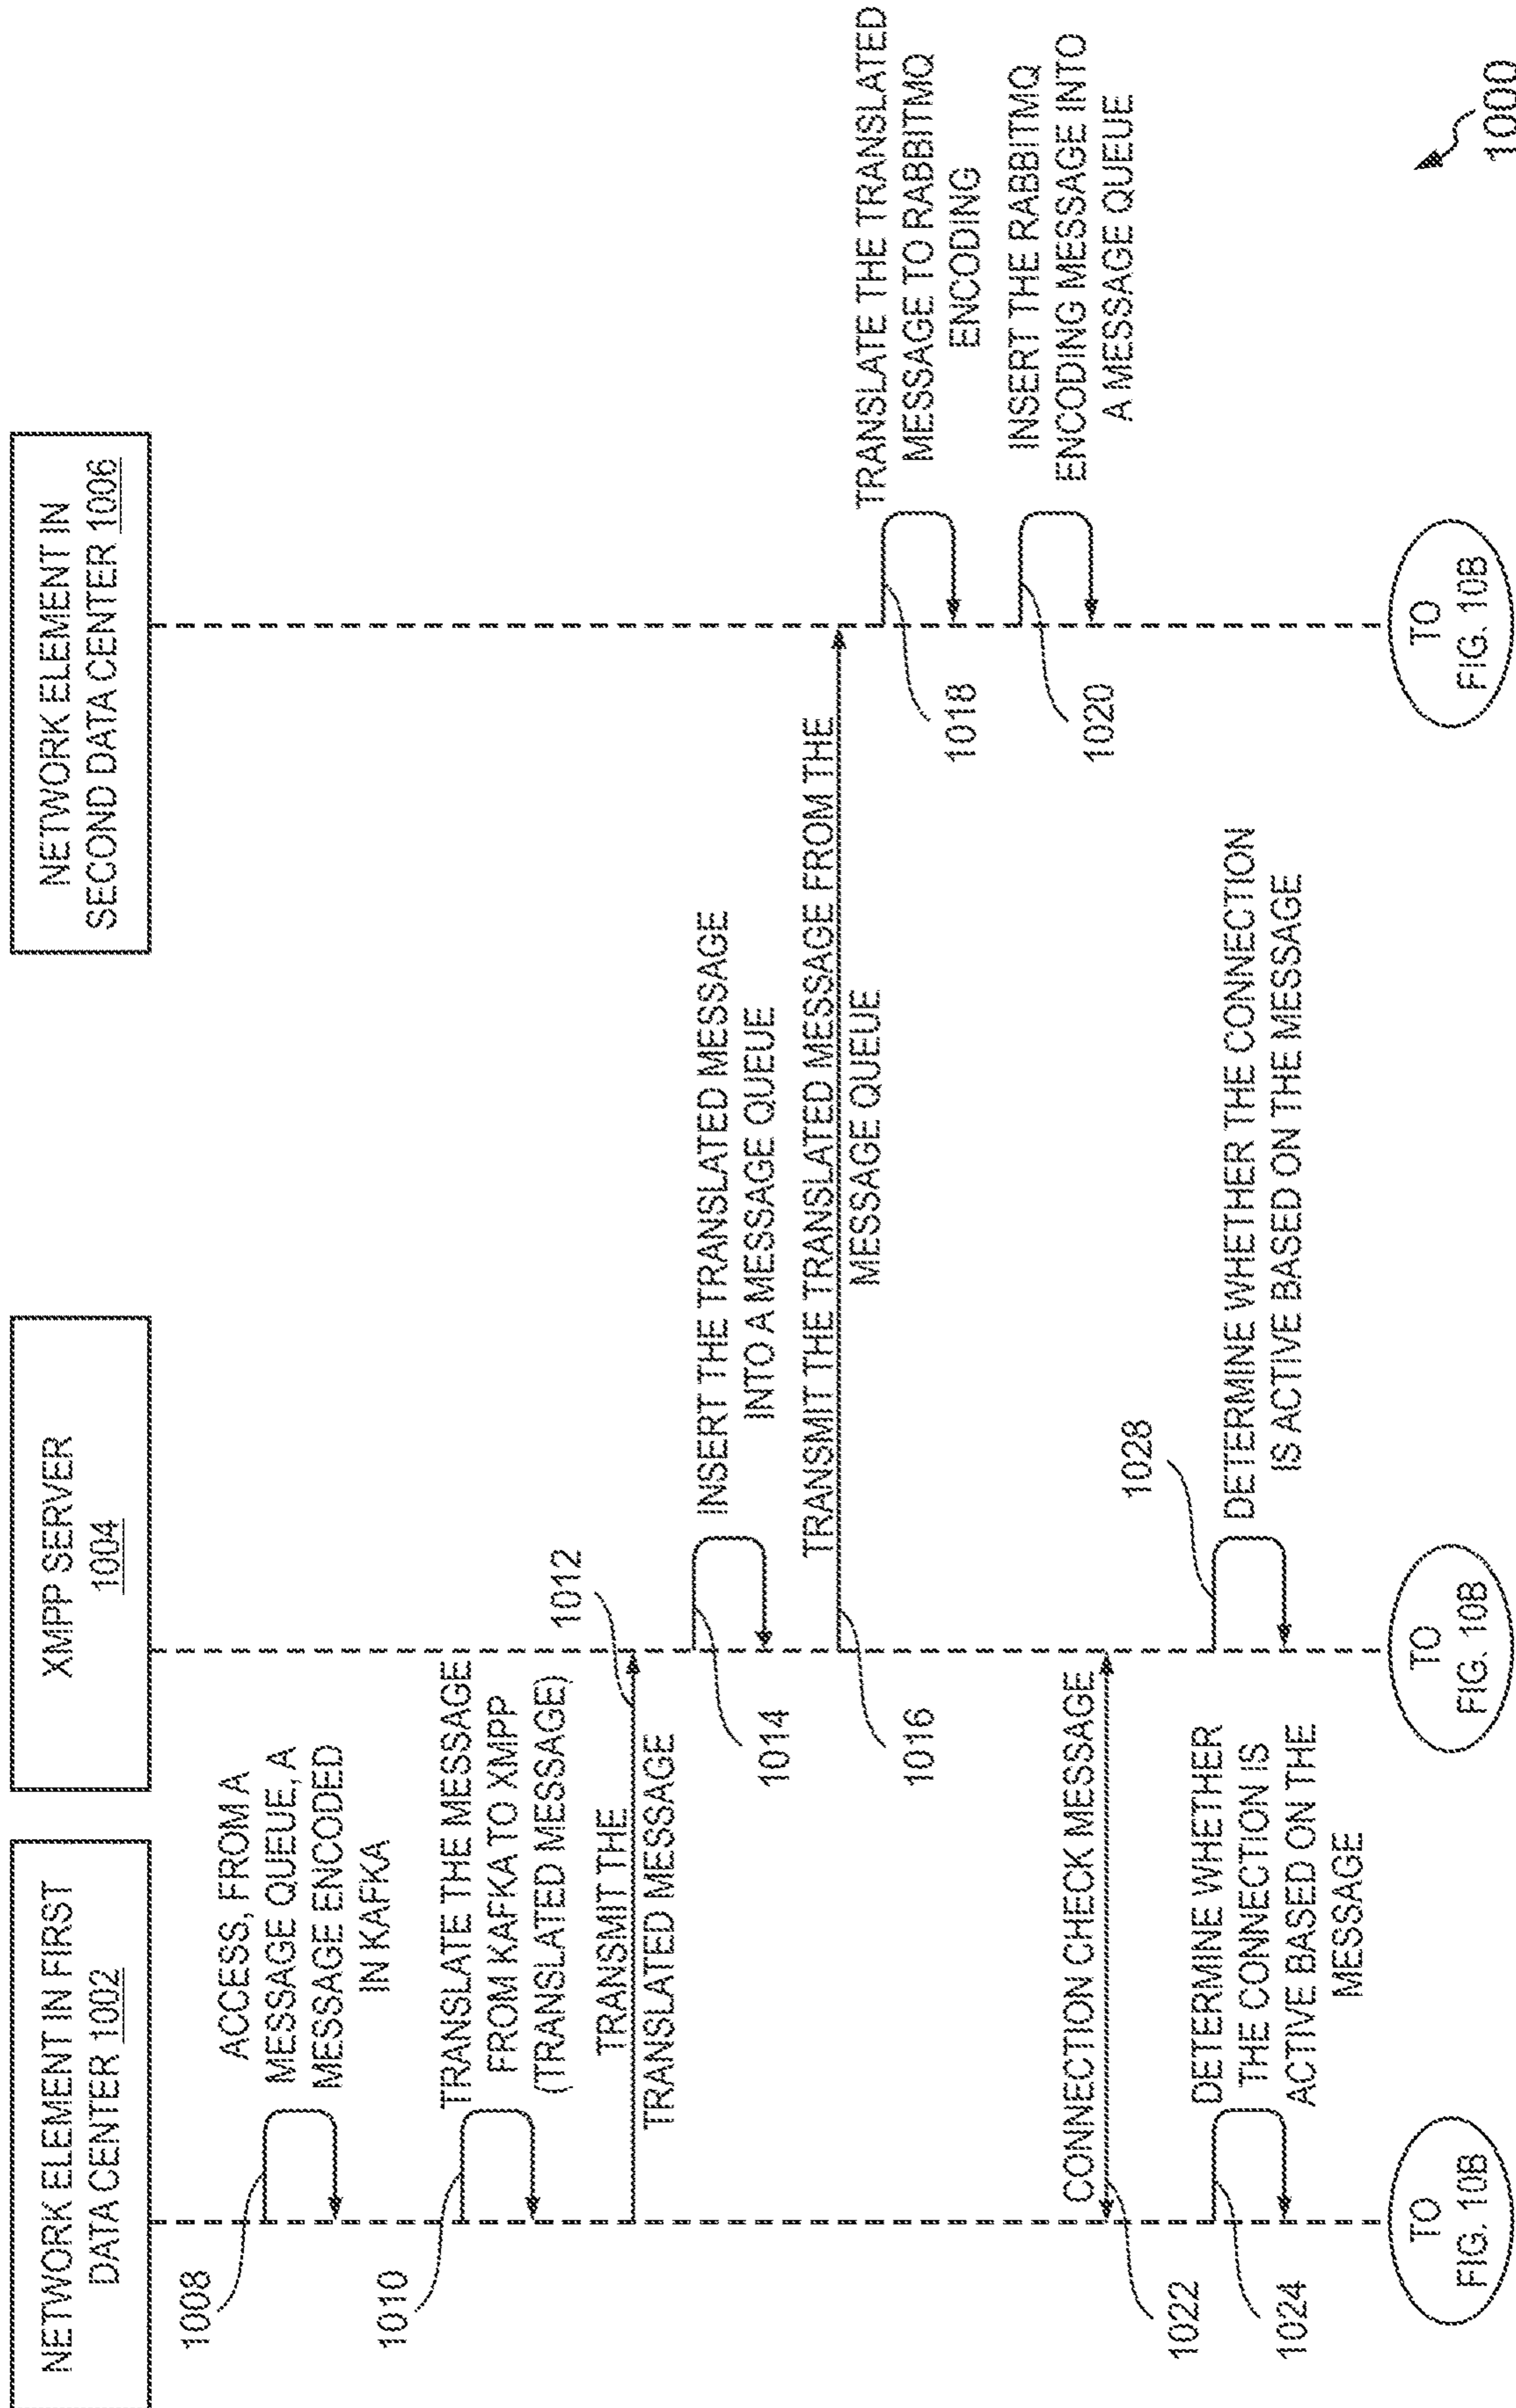 NETWORK ELEMENT IN FIRST
DATA CENTER 1002
XMPP SERVER
1004
NETWORK ELEMENT IN
SECOND DATA CENTER 1006
1008
ACCESS, FROM A
MESSAGE QUEUE, A
MESSAGE ENCODED
IN KAFKA
1010
TRANSLATE THE MESSAGE
FROM KAFKA TO XMPP
(TRANSLATED MESSAGE)
1012
TRANSMIT THE
TRANSLATED MESSAGE
1014
INSERT THE TRANSLATED MESSAGE
INTO A MESSAGE QUEUE
1016
TRANSMIT THE TRANSLATED MESSAGE FROM THE
MESSAGE QUEUE
1018
TRANSLATE THE TRANSLATED
MESSAGE TO RABBITMQ
ENCODING
1020
INSERT THE RABBITMQ
ENCODING MESSAGE INTO
A MESSAGE QUEUE
1022
CONNECTION CHECK MESSAGE
1024
DETERMINE WHETHER
THE CONNECTION IS
ACTIVE BASED ON THE
MESSAGE
1028
DETERMINE WHETHER THE CONNECTION
IS ACTIVE BASED ON THE MESSAGE
TO
FIG. 10B
TO
FIG. 10B
TO
FIG. 10B
1000